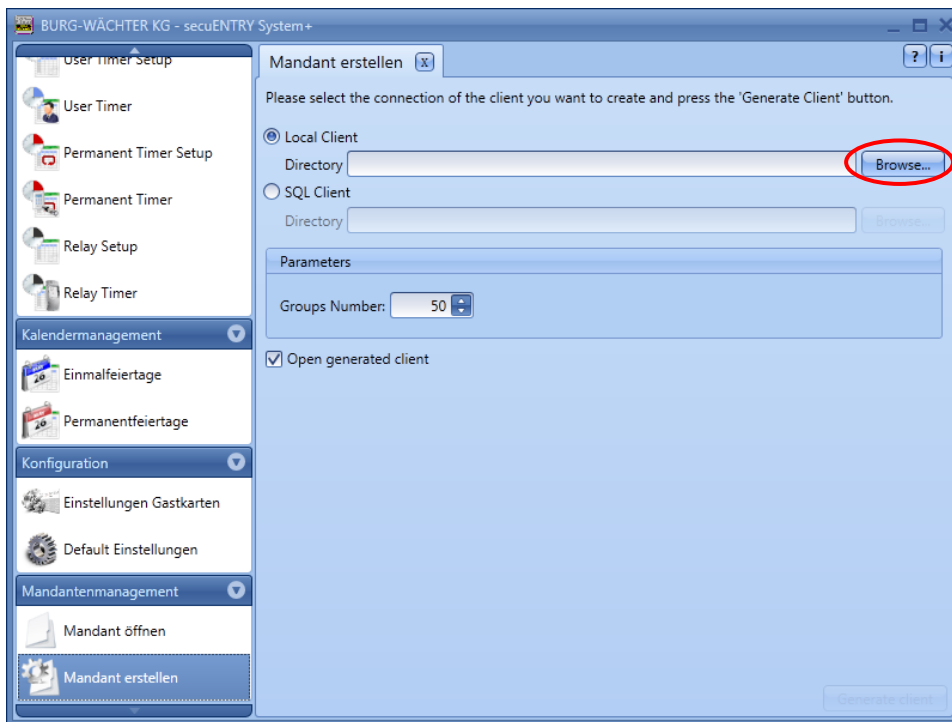 BURG-WÄCHTER KG - secuENTRY System+
User Timer Setup
User Timer
Permanent Timer Setup
Permanent Timer
Relay Setup
Relay Timer
Kalendermanagement
Einmalfeiertage
Permanentfeiertage
Konfiguration
Einstellungen Gastkarten
Default Einstellungen
Mandantenmanagement
Mandant öffnen
Mandant erstellen
Mandant erstellen x
? i
Please select the connection of the client you want to create and press the 'Generate Client' button.
Local Client
Directory Browse...
SQL Client
Directory Browse...
Parameters
Groups Number: 50
Open generated client
Generate client